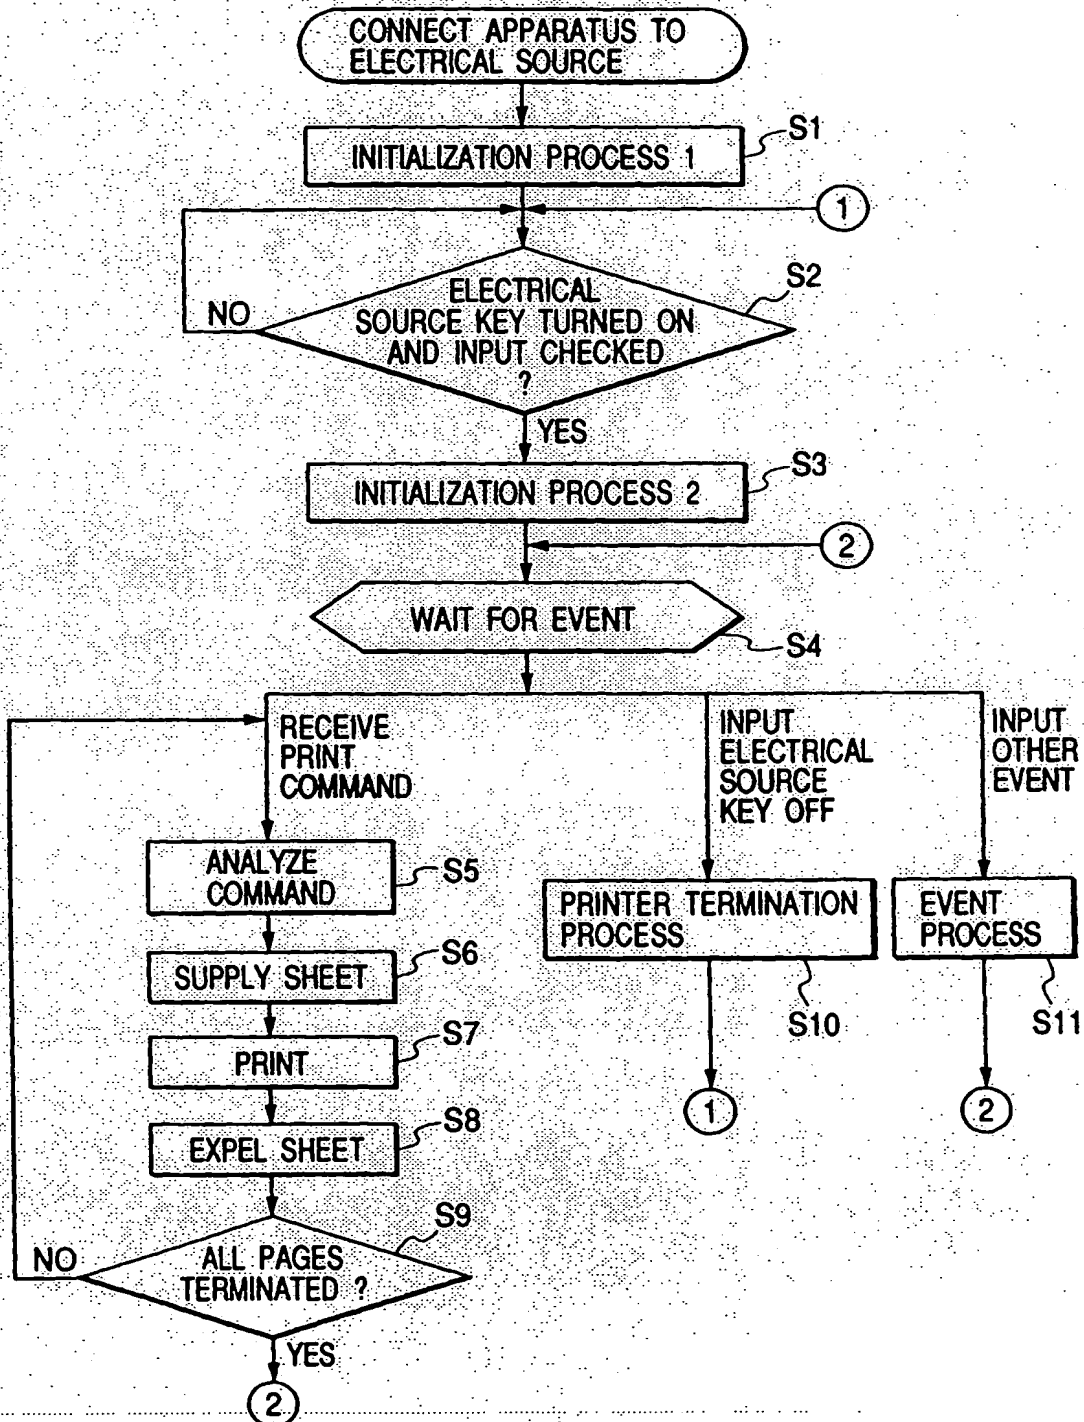 CONNECT APPARATUS TO
ELECTRICAL SOURCE
S1
INITIALIZATION PROCESS 1
1
S2
ELECTRICAL
SOURCE KEY TURNED ON
AND INPUT CHECKED
?
NO
YES
S3
INITIALIZATION PROCESS 2
2
WAIT FOR EVENT
S4
RECEIVE
PRINT
COMMAND
INPUT
ELECTRICAL
SOURCE
KEY OFF
INPUT
OTHER
EVENT
ANALYZE
COMMAND
S5
SUPPLY SHEET
S6
PRINT
S7
EXPEL SHEET
S8
S9
ALL PAGES
TERMINATED ?
NO
YES
2
PRINTER TERMINATION
PROCESS
S10
1
EVENT
PROCESS
S11
2